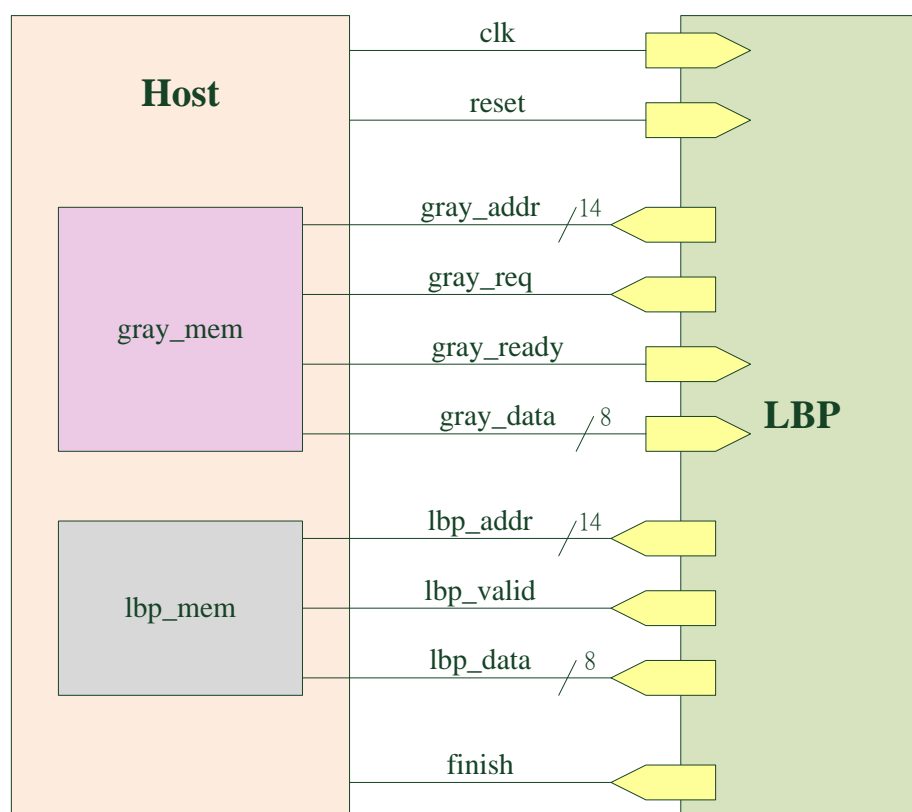 clk
Host
reset
gray_addr
14
gray_req
gray_mem
gray_ready
LBP
gray_data
8
lbp_addr
14
lbp_valid
lbp_mem
lbp_data
8
finish